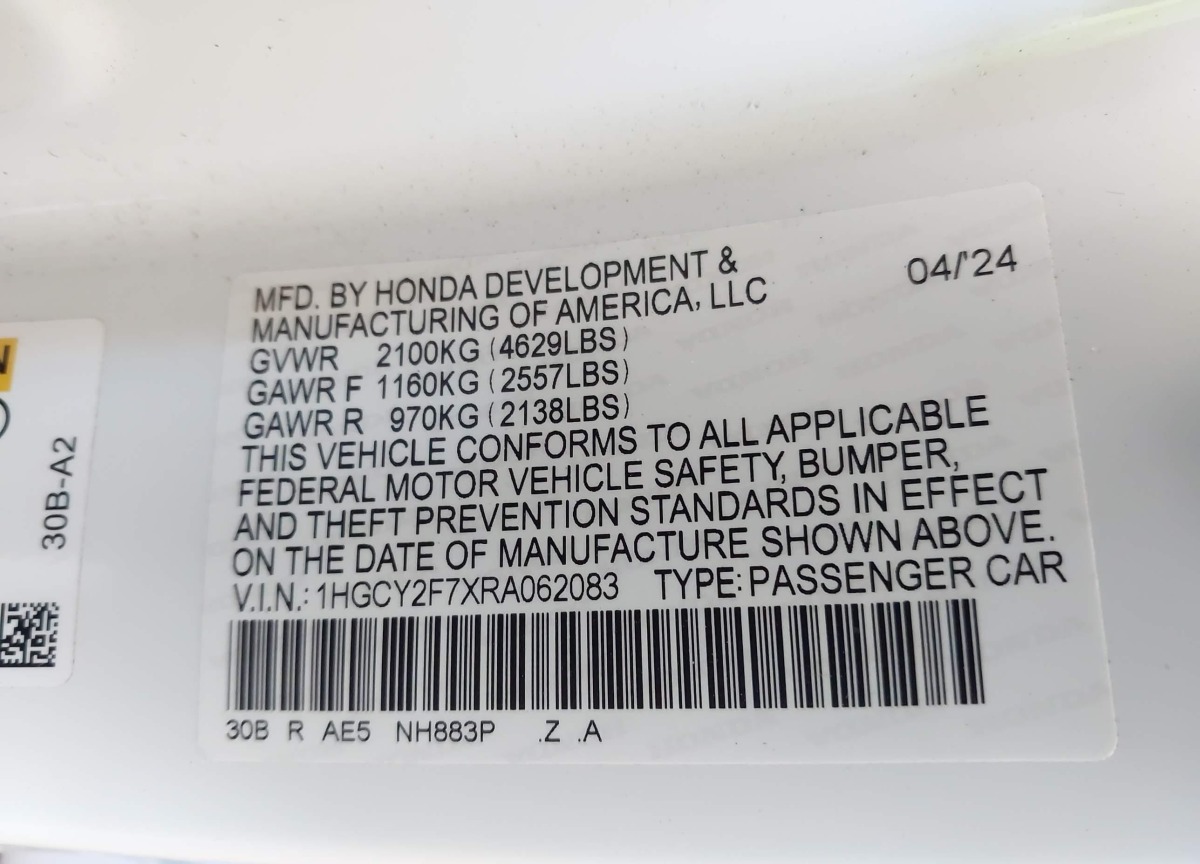 MFD. BY HONDA DEVELOPMENT &
MANUFACTURING OF AMERICA, LLC
04/'24
GVWR 2100KG (4629LBS)
GAWR F 1160KG (2557LBS)
GAWR R 970KG (2138LBS)
THIS VEHICLE CONFORMS TO ALL APPLICABLE
FEDERAL MOTOR VEHICLE SAFETY, BUMPER,
AND THEFT PREVENTION STANDARDS IN EFFECT
ON THE DATE OF MANUFACTURE SHOWN ABOVE.
V.I.N.: 1HGCY2F7XRA062083 TYPE: PASSENGER CAR
30B R AE5 NH883P .Z .A
30B-A2